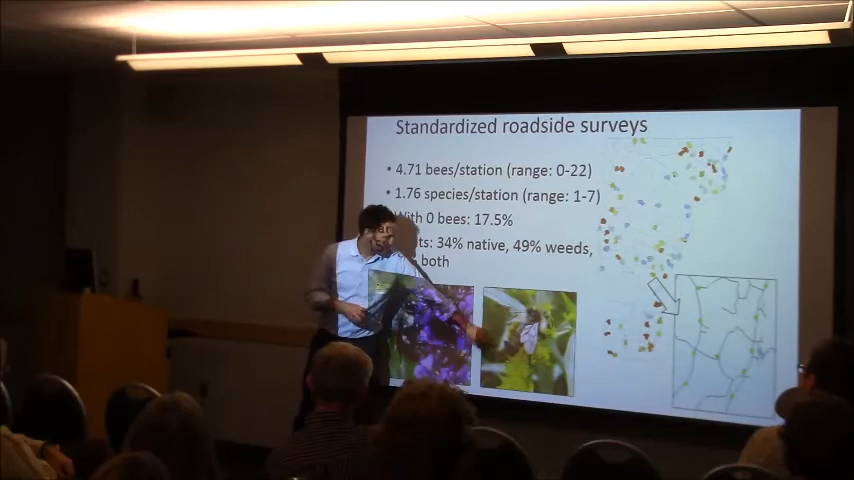 Standardized roadside surveys
• 4.71 bees/station (range: 0-22)
• 1.76 species/station (range: 1-7)
With 0 bees: 17.5%
34% native, 49% weeds,
both